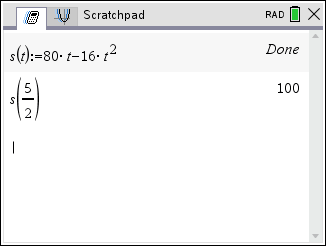 Scratchpad RAD
s(t):=80·t−16·t² Done
s(5/2) 100